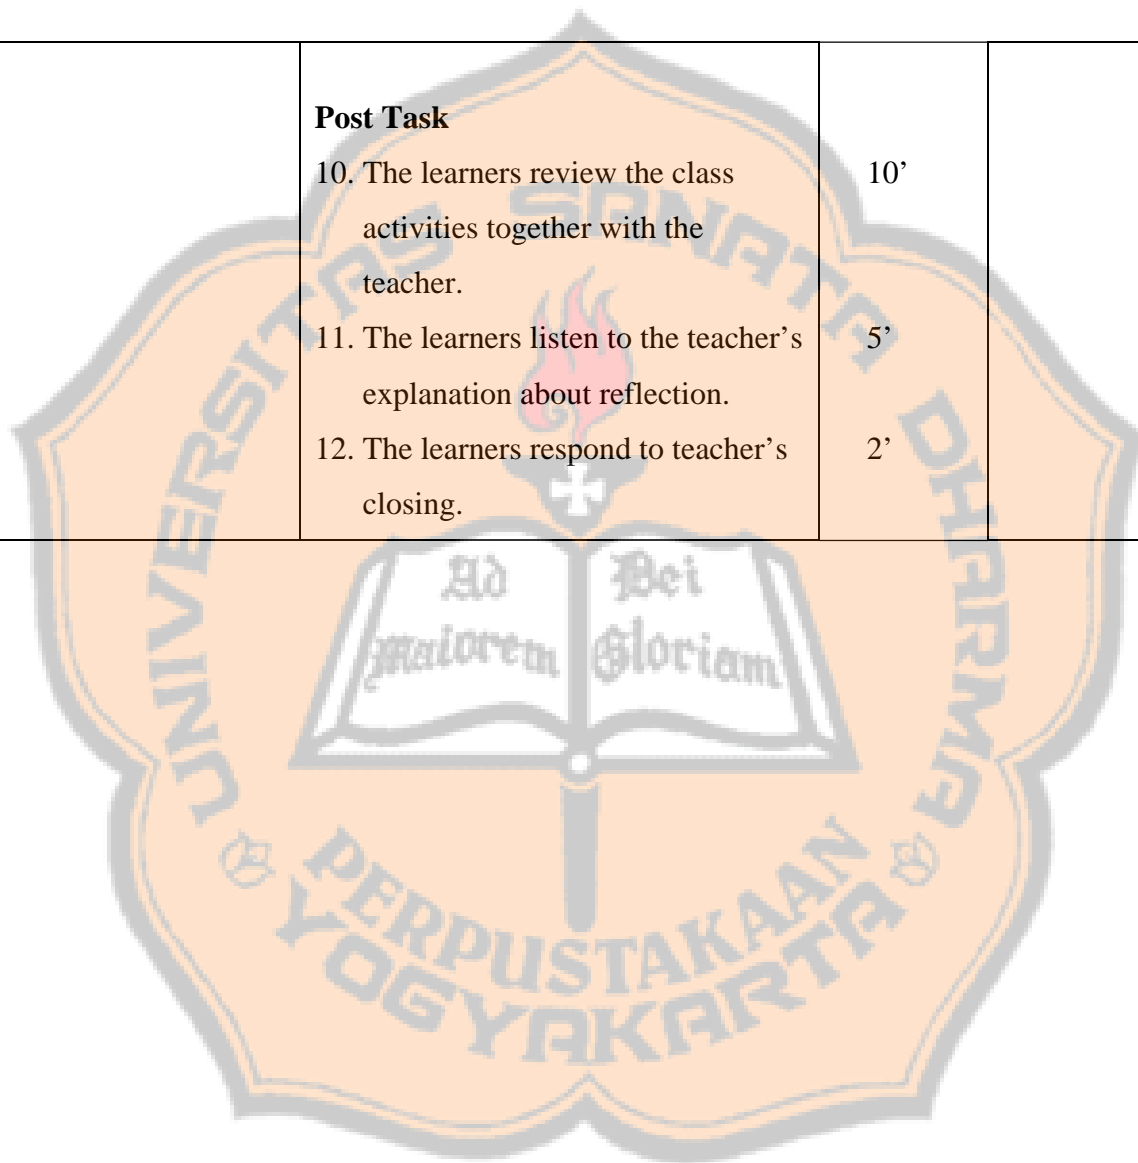 Post Task
10. The learners review the class 10’
activities together with the
teacher.
11. The learners listen to the teacher’s 5’
explanation about reflection.
12. The learners respond to teacher’s 2’
closing.
UNIVERSITAS SANATA DHARMA
Ad Dei
maiorem Gloriam
PERPUSTAKAAN
YOGYAKARTA